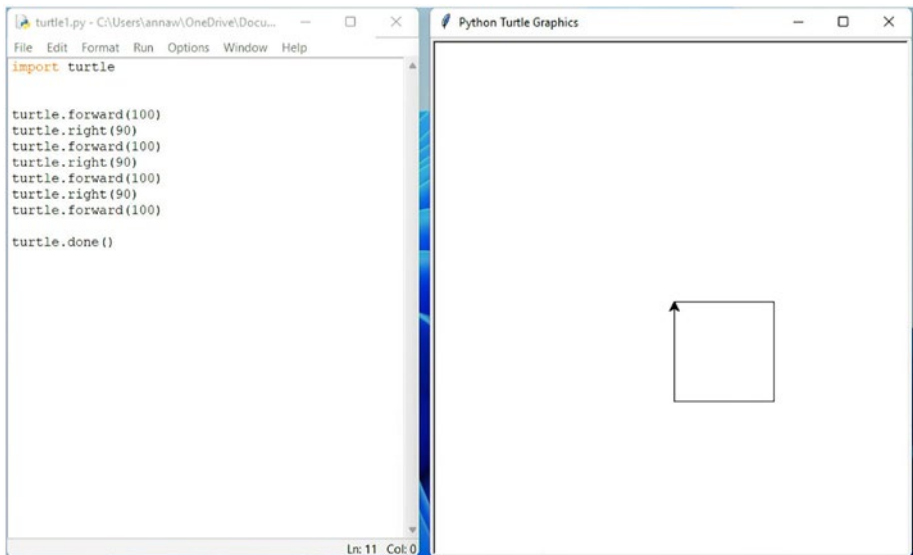 turtle1.py - C:\Users\annaw\OneDrive\Docu...
File Edit Format Run Options Window Help
import turtle
turtle.forward(100)
turtle.right(90)
turtle.forward(100)
turtle.right(90)
turtle.forward(100)
turtle.right(90)
turtle.forward(100)
turtle.done()
Ln: 11 Col: 0
Python Turtle Graphics